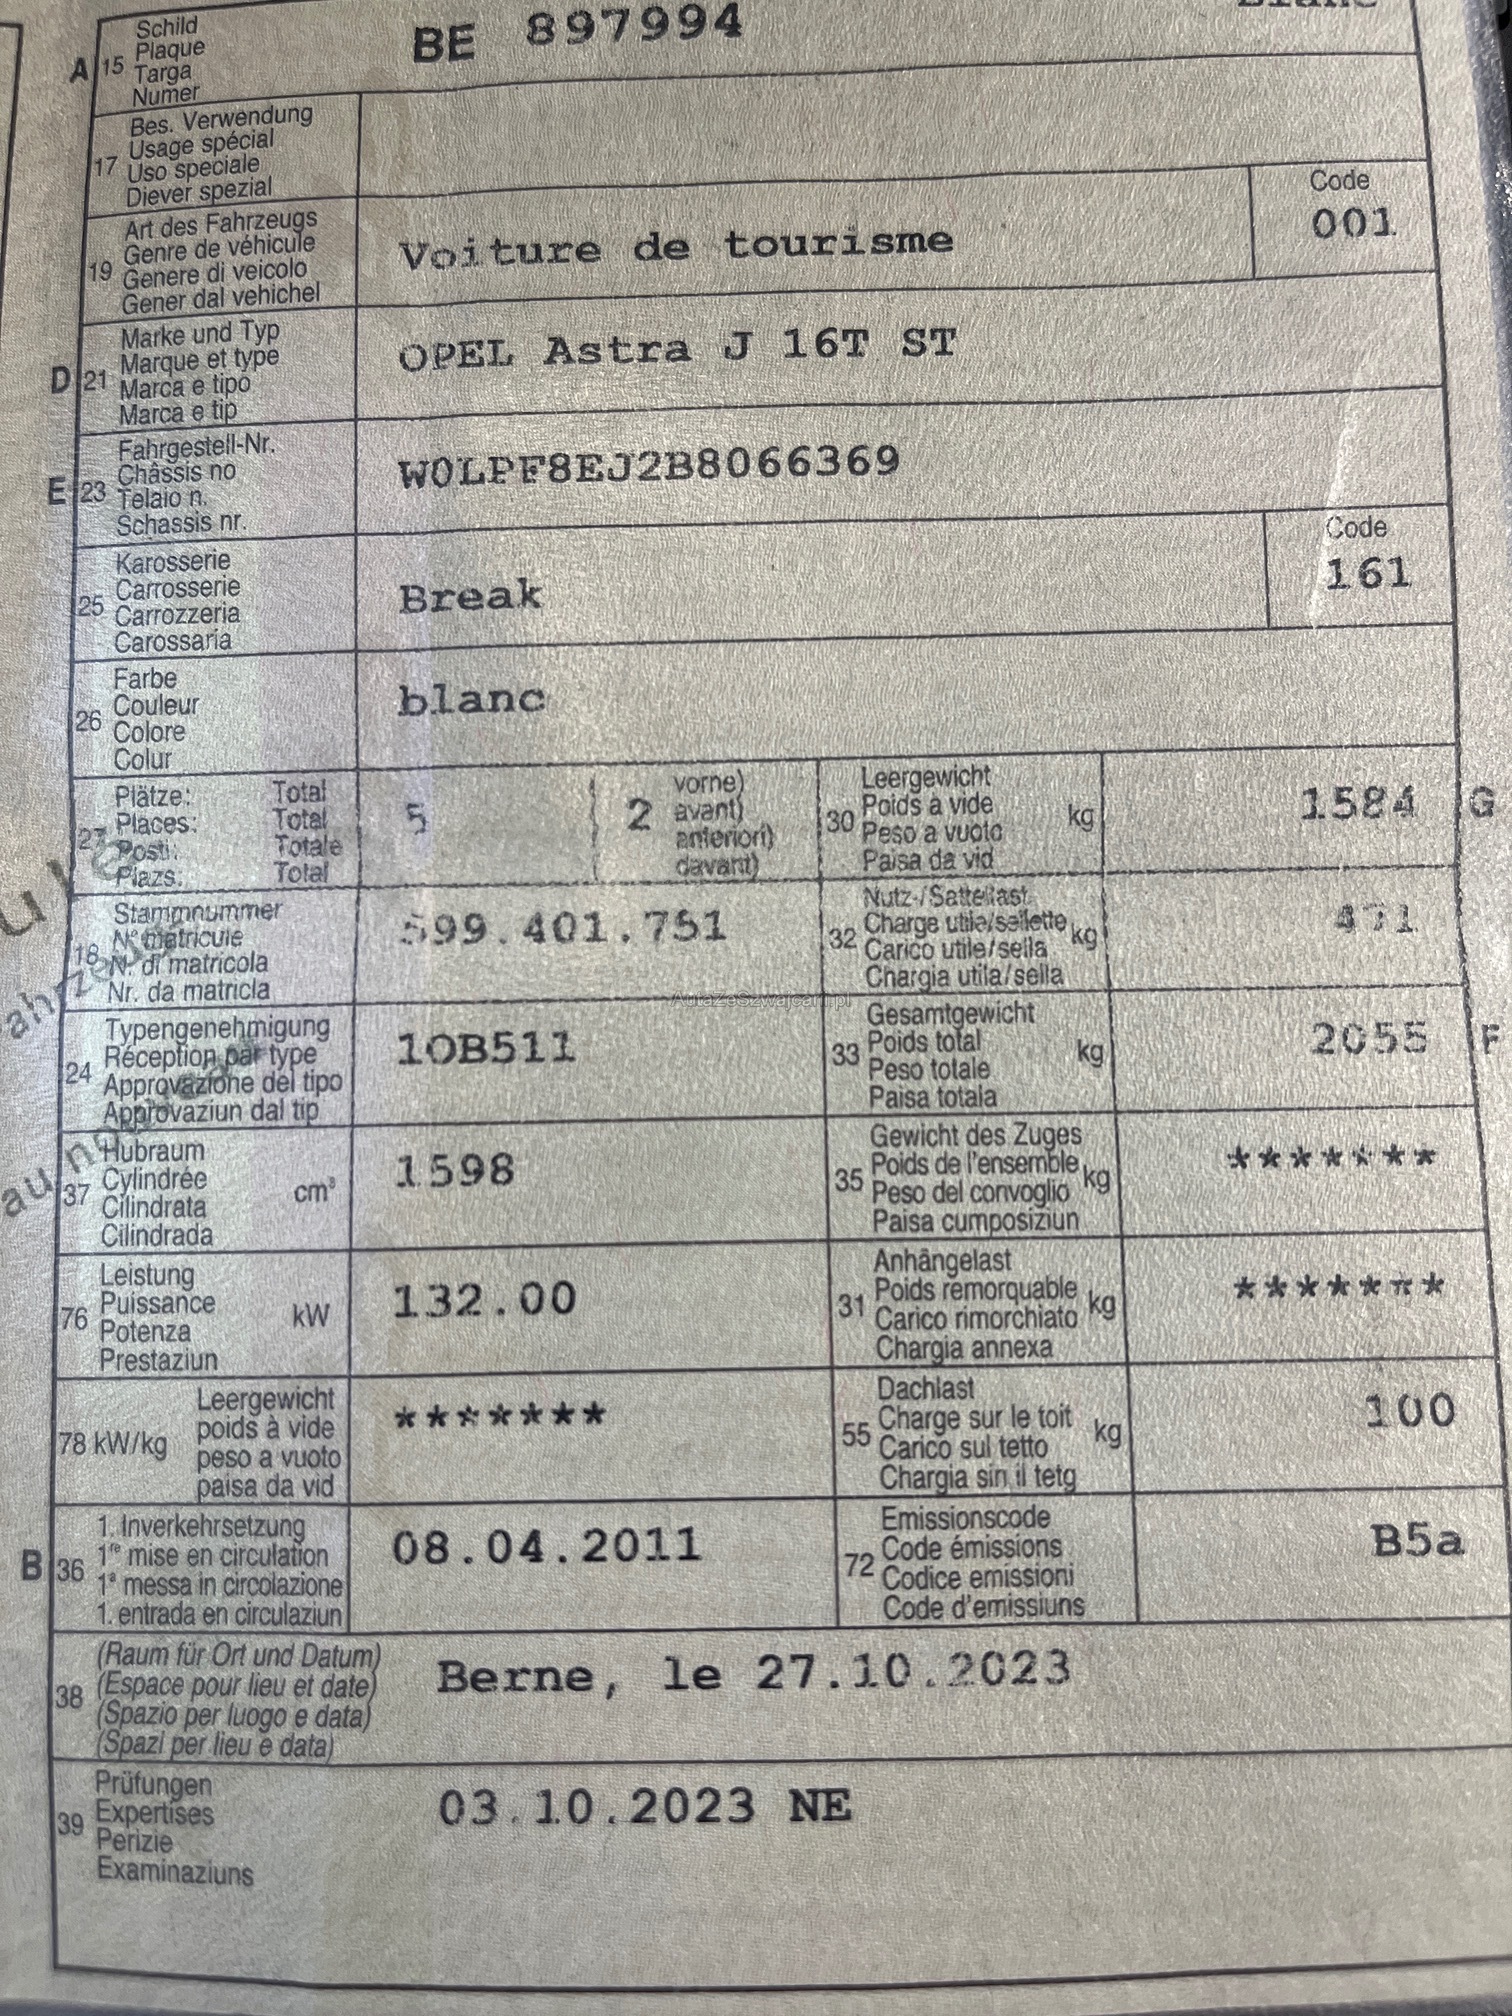 A 15 Schild
Plaque
Targa
Numer
BE 897994
17 Bes. Verwendung
Usage spécial
Uso speciale
Diever spezial
19 Art des Fahrzeugs
Genre de véhicule
Genere di veicolo
Gener dal vehichel
Voiture de tourisme
Code
001
D 21 Marke und Typ
Marque et type
Marca e tipo
Marca e tip
OPEL Astra J 16T ST
E 23 Fahrgestell-Nr.
Châssis no
Telaio n.
Schassis nr.
W0LPF8EJ2B8066369
25 Karosserie
Carrosserie
Carrozzeria
Carossaria
Break
Code
161
26 Farbe
Couleur
Colore
Colur
blanc
27 Plätze: Total
Places: Total
Posti: Totale
Plazs: Total
5
2 vorne)
avant)
anteriori)
davant)
30 Leergewicht
Poids à vide
Peso a vuoto
Paisa da vid
kg
1584 G
18 Stammnummer
N° matricule
N. di matricola
Nr. da matricla
599.401.751
32 Nutz-/Sattellast
Charge utile/sellette
Carico utile/sella
Chargia utila/sella
kg
471
AutaZeSzwajcarii.pl
24 Typengenehmigung
Réception par type
Approvazione del tipo
Approvaziun dal tip
1OB511
33 Gesamtgewicht
Poids total
Peso totale
Paisa totala
kg
2055 F
37 Hubraum
Cylindrée
Cilindrata
Cilindrada
cm³
1598
35 Gewicht des Zuges
Poids de l'ensemble
Peso del convoglio
Paisa cumposiziun
kg
*******
76 Leistung
Puissance
Potenza
Prestaziun
kW
132.00
31 Anhängelast
Poids remorquable
Carico rimorchiato
Chargia annexa
kg
*******
78 kW/kg
Leergewicht
poids à vide
peso a vuoto
paisa da vid
*******
55 Dachlast
Charge sur le toit
Carico sul tetto
Chargia sin il tetg
kg
100
B 36 1. Inverkehrsetzung
1re mise en circulation
1a messa in circolazione
1. entrada en circulaziun
08.04.2011
72 Emissionscode
Code émissions
Codice emissioni
Code d'emissiuns
B5a
38 (Raum für Ort und Datum)
(Espace pour lieu et date)
(Spazio per luogo e data)
(Spazi per lieu e data)
Berne, le 27.10.2023
39 Prüfungen
Expertises
Perizie
Examinaziuns
03.10.2023 NE